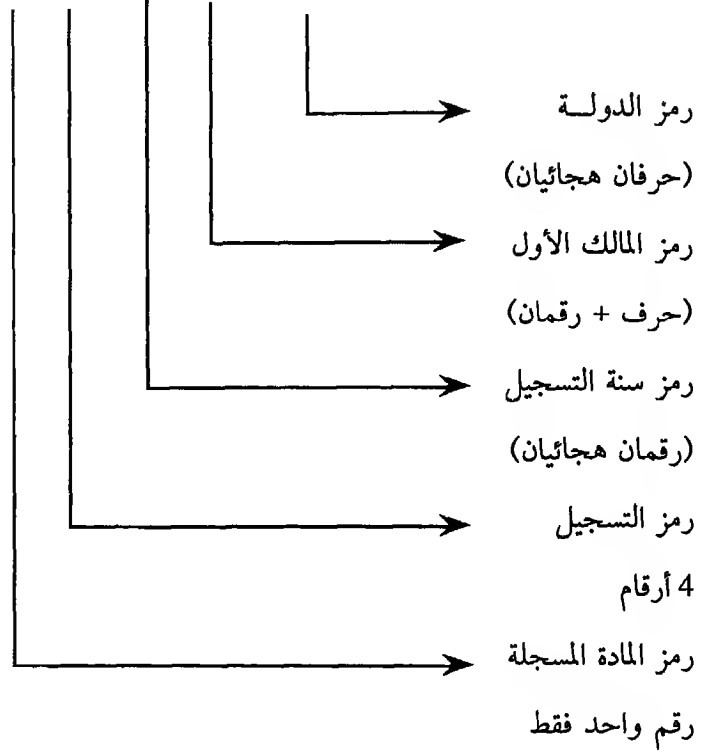 رمز الدولـــة
(حرفان هجائيان)
رمز المالك الأول
(حرف + رقمان)
رمز سنة التسجيل
(رقمان هجائيان)
رمز التسجيل
4 أرقام
رمز المادة المسجلة
رقم واحد فقط